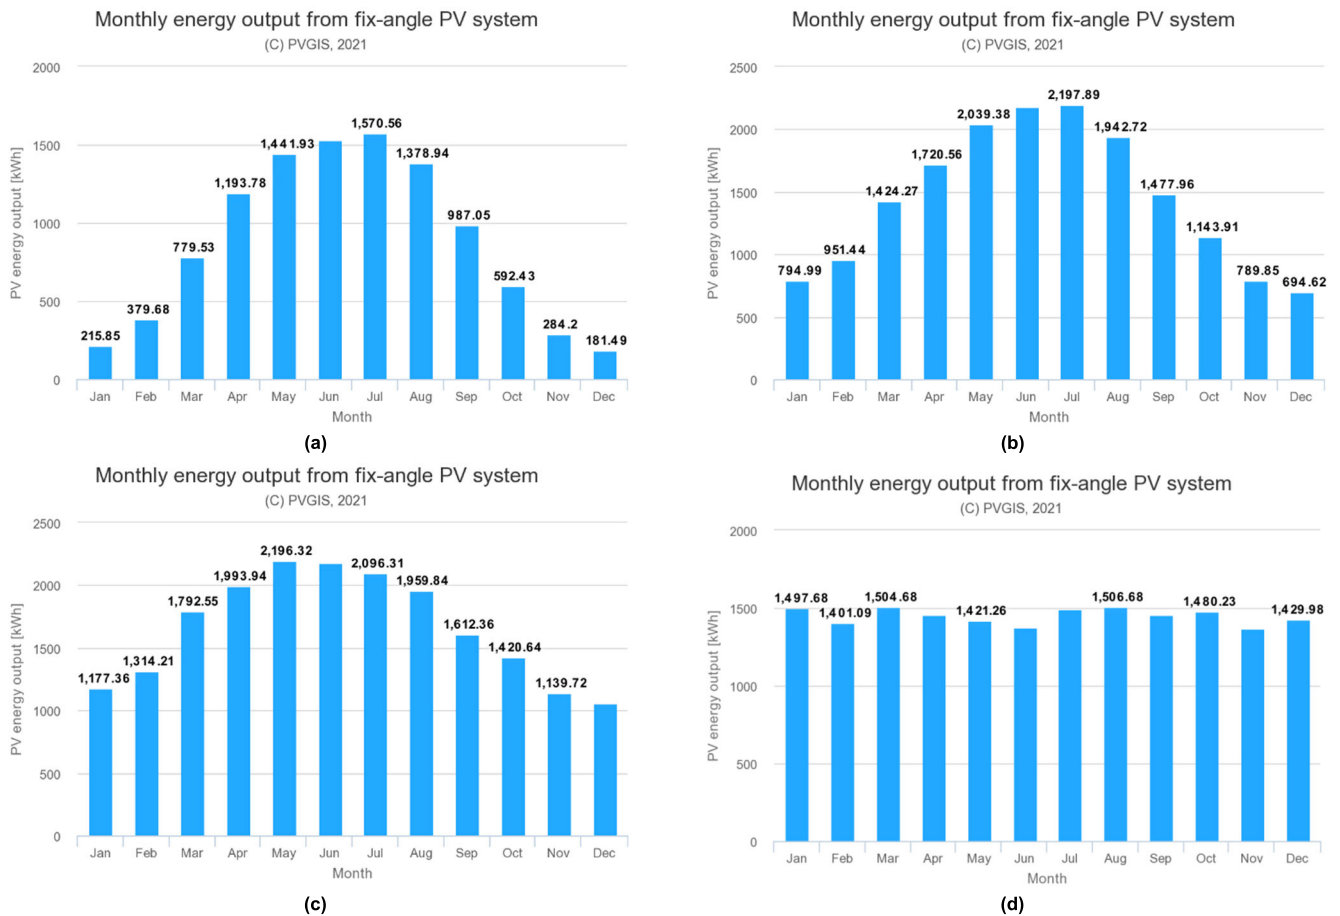 Monthly energy output from fix-angle PV system
(C) PVGIS, 2021
2000
1500
1000
500
0
PV energy output [kWh]
215.85
379.68
779.53
1,193.78
1,441.93
1,570.56
1,378.94
987.05
592.43
284.2
181.49
Jan Feb Mar Apr May Jun Jul Aug Sep Oct Nov Dec
Month
(a)
Monthly energy output from fix-angle PV system
(C) PVGIS, 2021
2500
2000
1500
1000
500
0
PV energy output [kWh]
794.99
951.44
1,424.27
1,720.56
2,039.38
2,197.89
1,942.72
1,477.96
1,143.91
789.85
694.62
Jan Feb Mar Apr May Jun Jul Aug Sep Oct Nov Dec
Month
(b)
Monthly energy output from fix-angle PV system
(C) PVGIS, 2021
2500
2000
1500
1000
500
0
PV energy output [kWh]
1,177.36
1,314.21
1,792.55
1,993.94
2,196.32
2,096.31
1,959.84
1,612.36
1,420.64
1,139.72
Jan Feb Mar Apr May Jun Jul Aug Sep Oct Nov Dec
Month
(c)
Monthly energy output from fix-angle PV system
(C) PVGIS, 2021
2000
1500
1000
500
0
PV energy output [kWh]
1,497.68
1,401.09
1,504.68
1,421.26
1,506.68
1,480.23
1,429.98
Jan Feb Mar Apr May Jun Jul Aug Sep Oct Nov Dec
Month
(d)